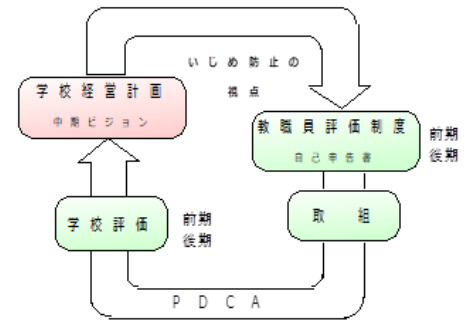 いじめ防止の
視点
学校経営計画
中期ビジョン
教職員評価制度
自己申告書
前期
後期
取組
学校評価
前期
後期
PDCA